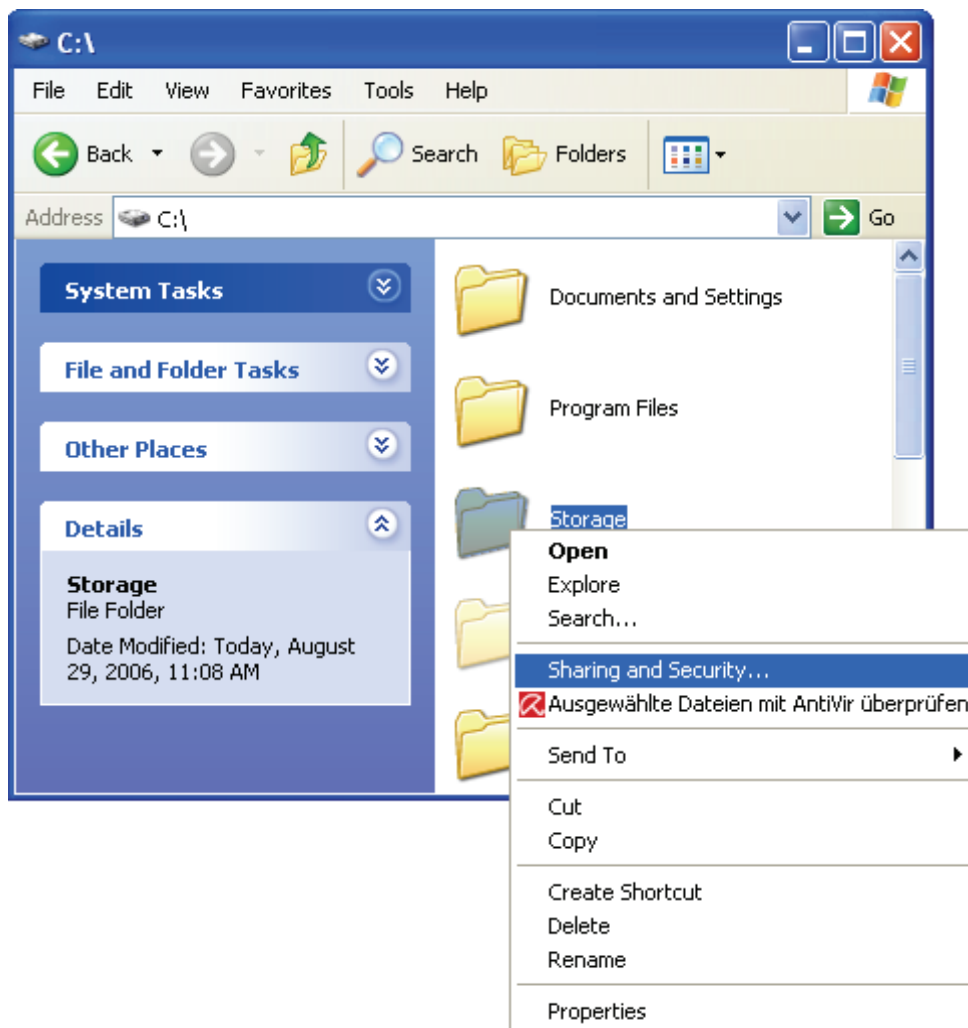 C:\
File Edit View Favorites Tools Help
Back Search Folders
Address C:\ Go
System Tasks
File and Folder Tasks
Other Places
Details
Storage
File Folder
Date Modified: Today, August
29, 2006, 11:08 AM
Documents and Settings
Program Files
Storage
Open
Explore
Search...
Sharing and Security...
Ausgewählte Dateien mit AntiVir überprüfen
Send To
Cut
Copy
Create Shortcut
Delete
Rename
Properties